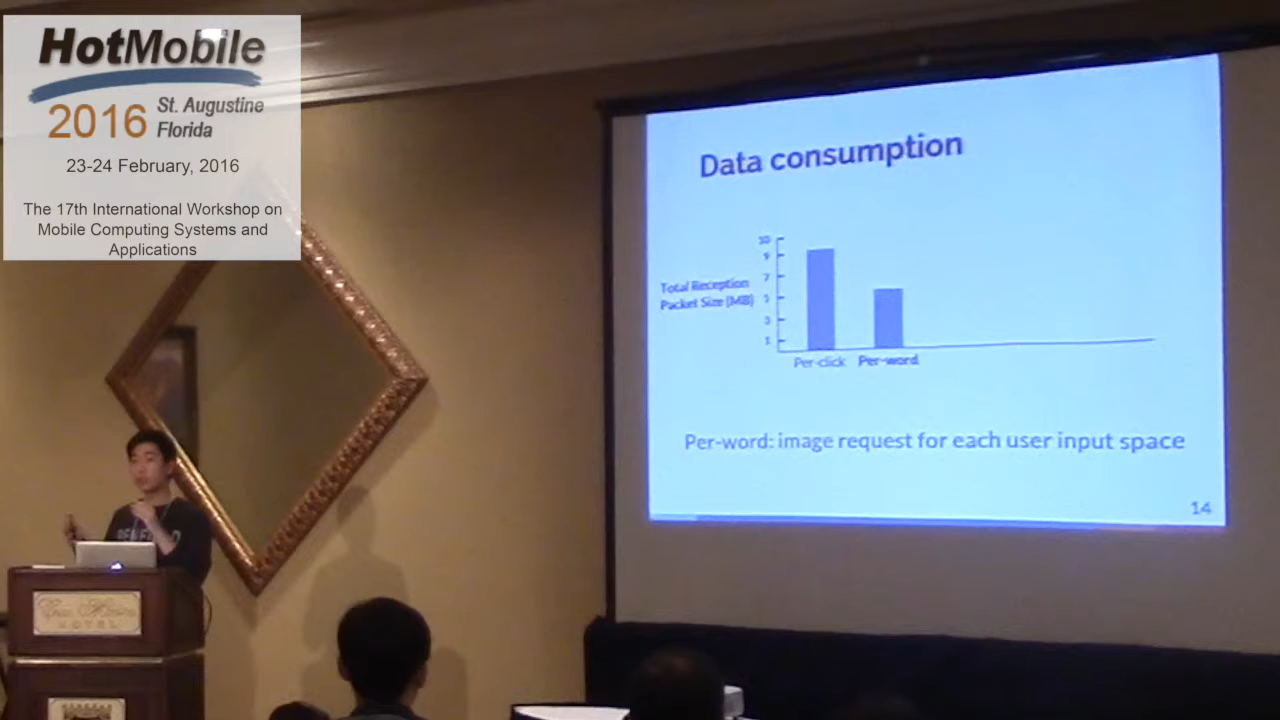 HotMobile
2016 St. Augustine
Florida
23-24 February, 2016
The 17th International Workshop on
Mobile Computing Systems and
Applications
Data consumption
10
9
7
5
3
1
Total Reception
Packet Size (MB)
Per-click Per-word
Per-word: image request for each user input space
14
HOTEL